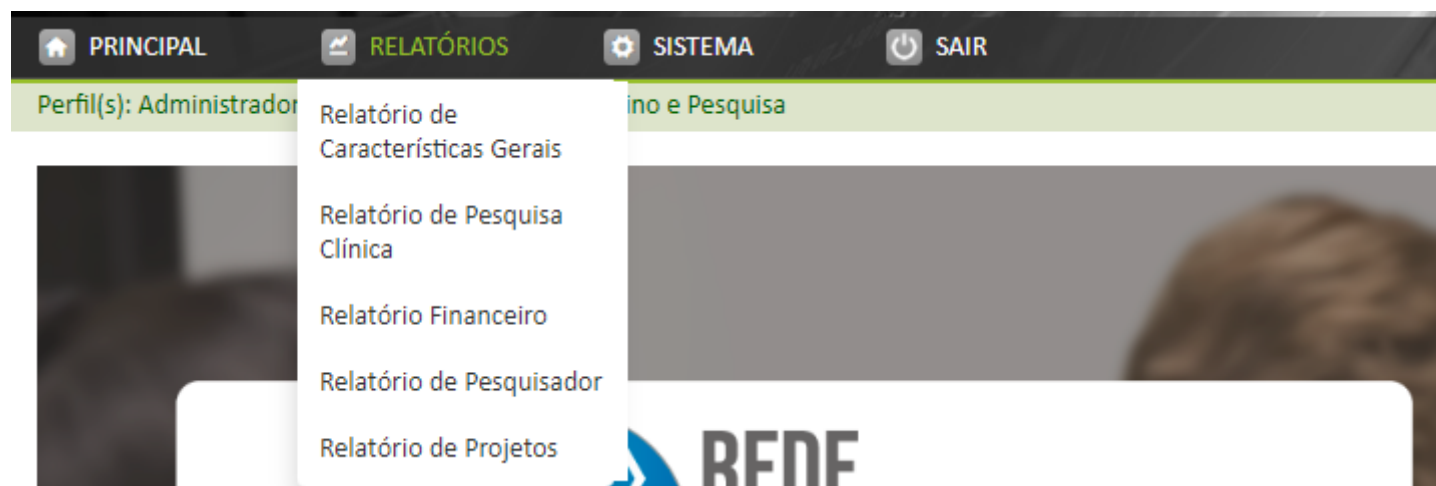 PRINCIPAL RELATÓRIOS SISTEMA SAIR
Perfil(s): Administrador e Pesquisa
Relatório de
Características Gerais
Relatório de Pesquisa
Clínica
Relatório Financeiro
Relatório de Pesquisador
Relatório de Projetos
REDE